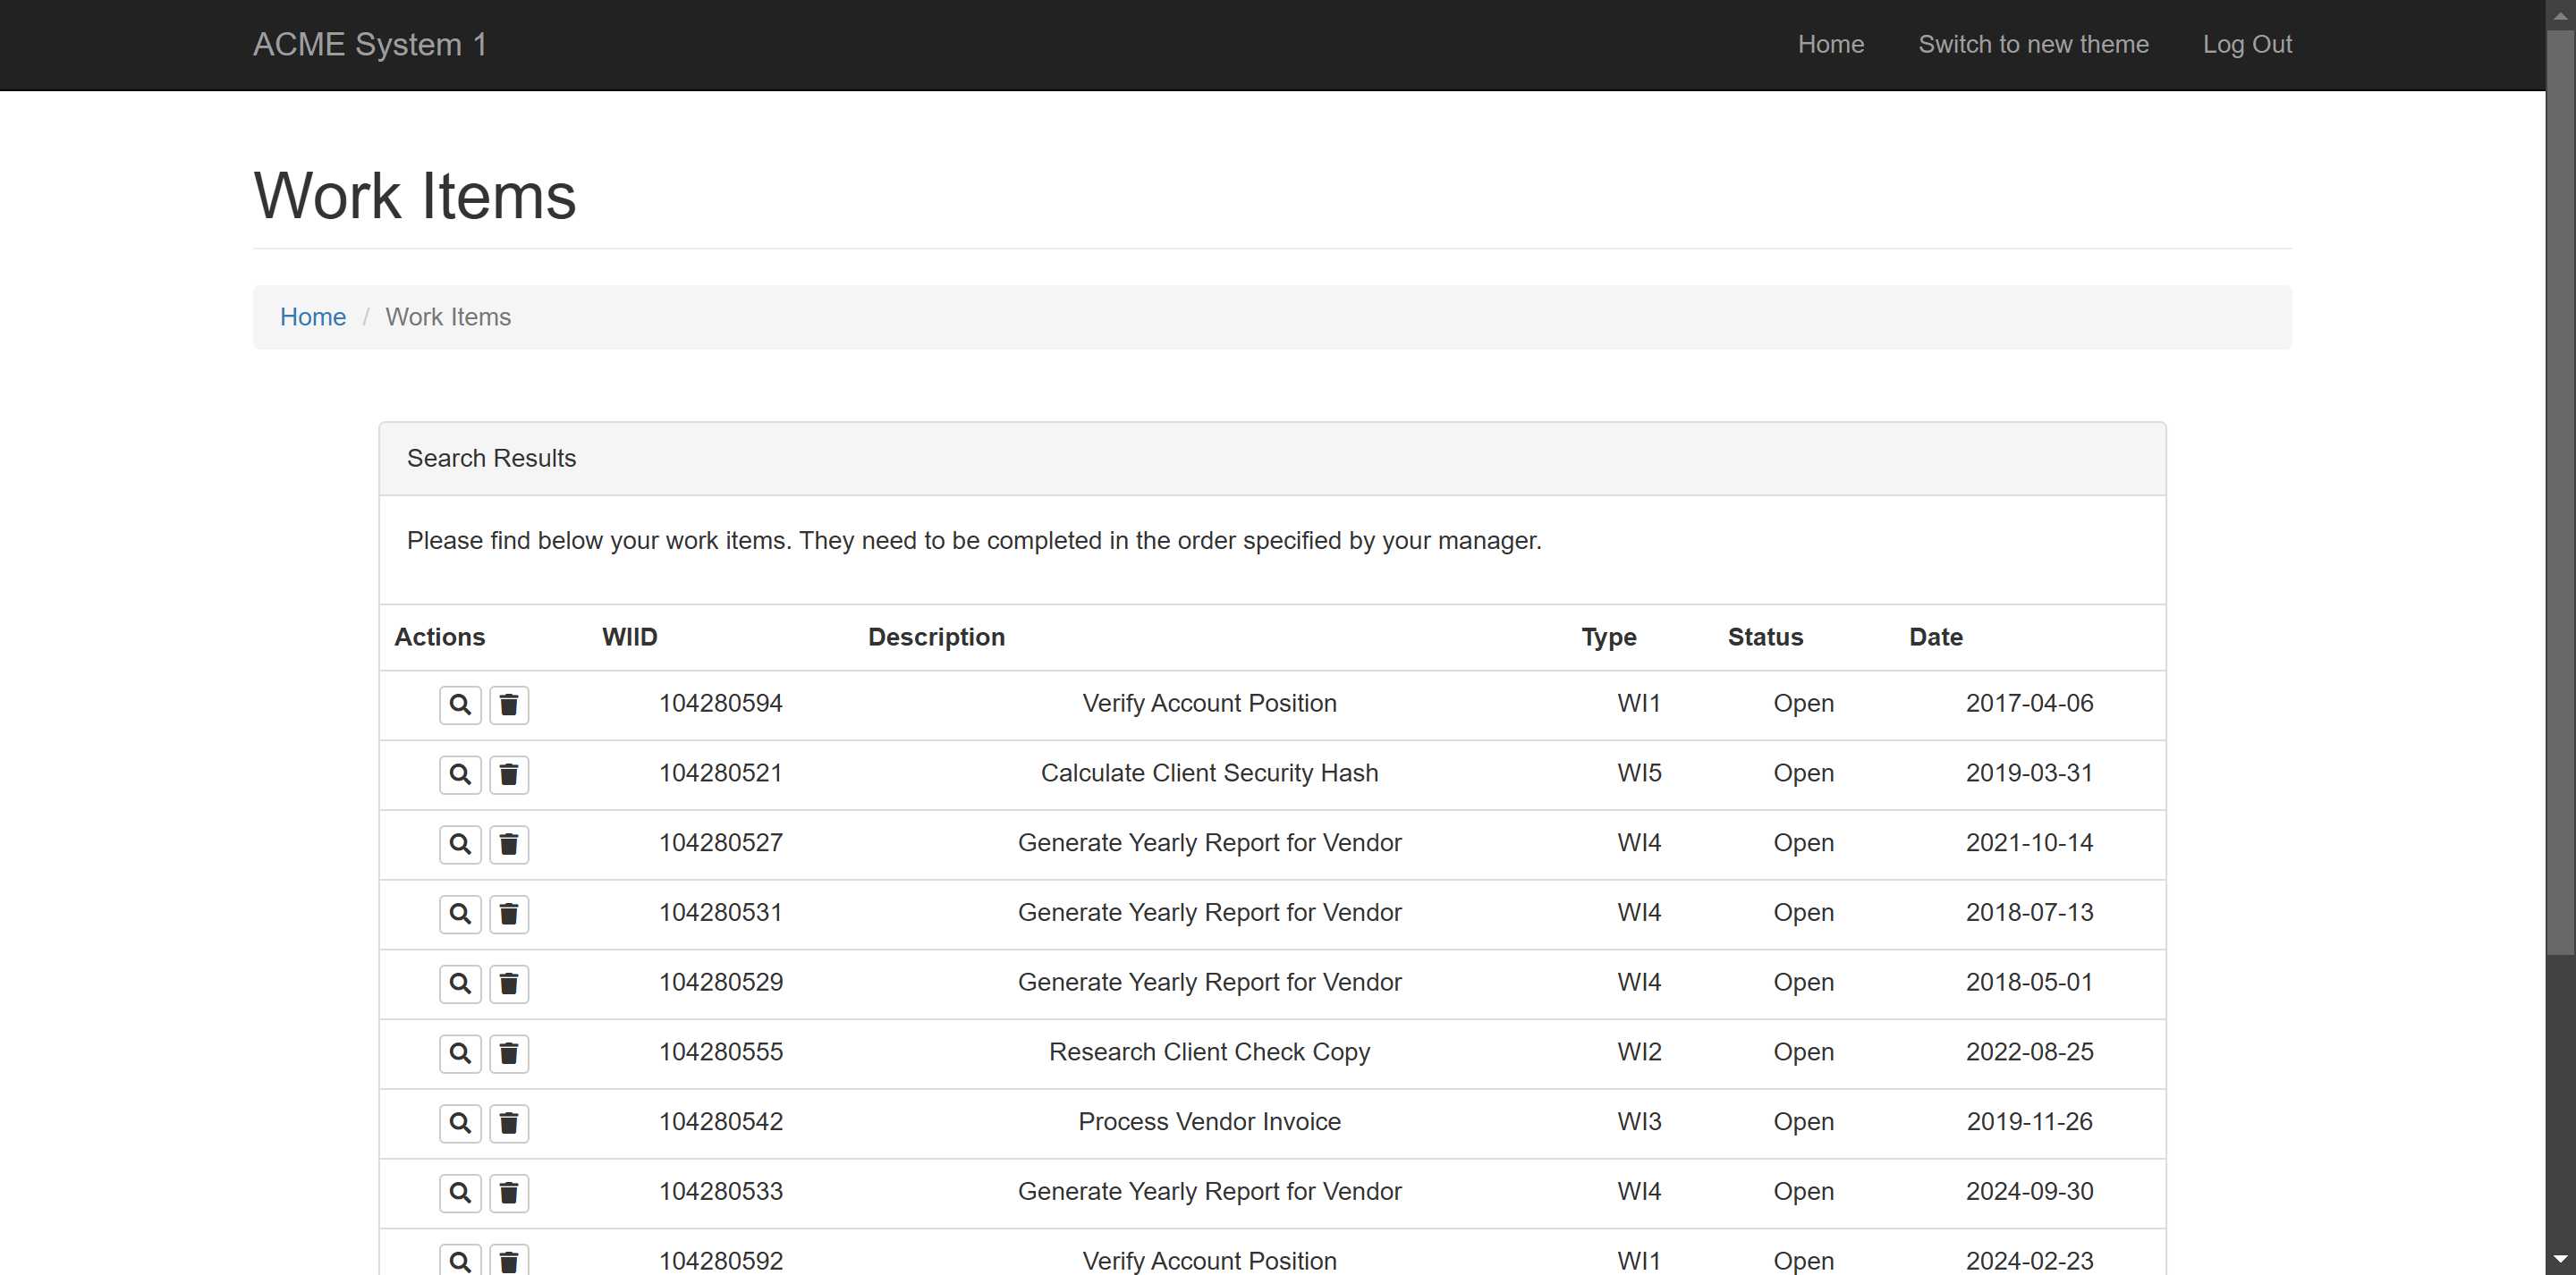 ACME System 1 Home Switch to new theme Log Out
Work Items
Home / Work Items
Search Results
Please find below your work items. They need to be completed in the order specified by your manager.
Actions WIID Description Type Status Date
104280594 Verify Account Position WI1 Open 2017-04-06
104280521 Calculate Client Security Hash WI5 Open 2019-03-31
104280527 Generate Yearly Report for Vendor WI4 Open 2021-10-14
104280531 Generate Yearly Report for Vendor WI4 Open 2018-07-13
104280529 Generate Yearly Report for Vendor WI4 Open 2018-05-01
104280555 Research Client Check Copy WI2 Open 2022-08-25
104280542 Process Vendor Invoice WI3 Open 2019-11-26
104280533 Generate Yearly Report for Vendor WI4 Open 2024-09-30
104280592 Verify Account Position WI1 Open 2024-02-23